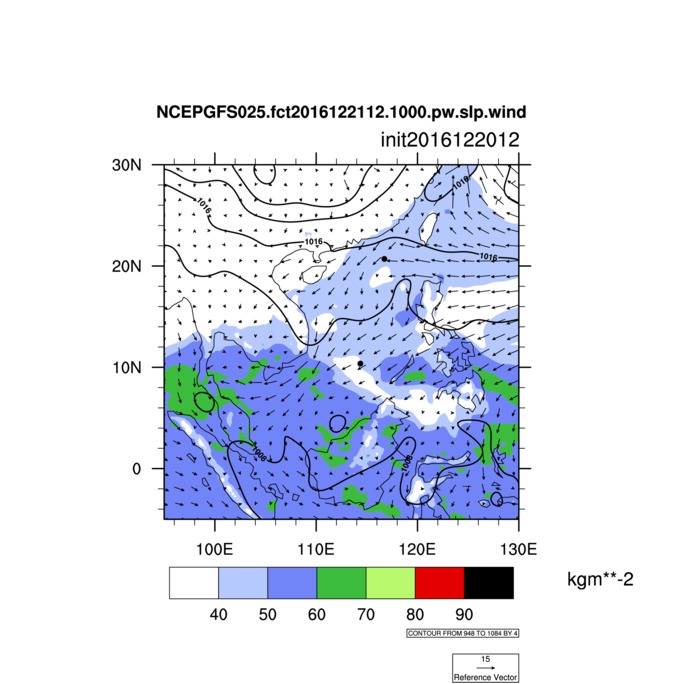 NCEPGFS025.fct2016122112.1000.pw.slp.wind
init2016122012
30N
1016
1016
1016
20N
1016
10N
1008
1008
0
100E 110E 120E 130E
kgm**-2
40 50 60 70 80 90
CONTOUR FROM 948 TO 1084 BY 4
15
Reference Vector